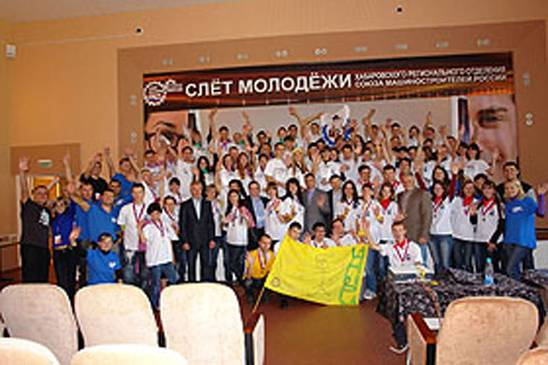 СЛЁТ МОЛОДЁЖИ
ХАБАРОВСКОГО РЕГИОНАЛЬНОГО ОТДЕЛЕНИЯ
СОЮЗА МАШИНОСТРОИТЕЛЕЙ РОССИИ